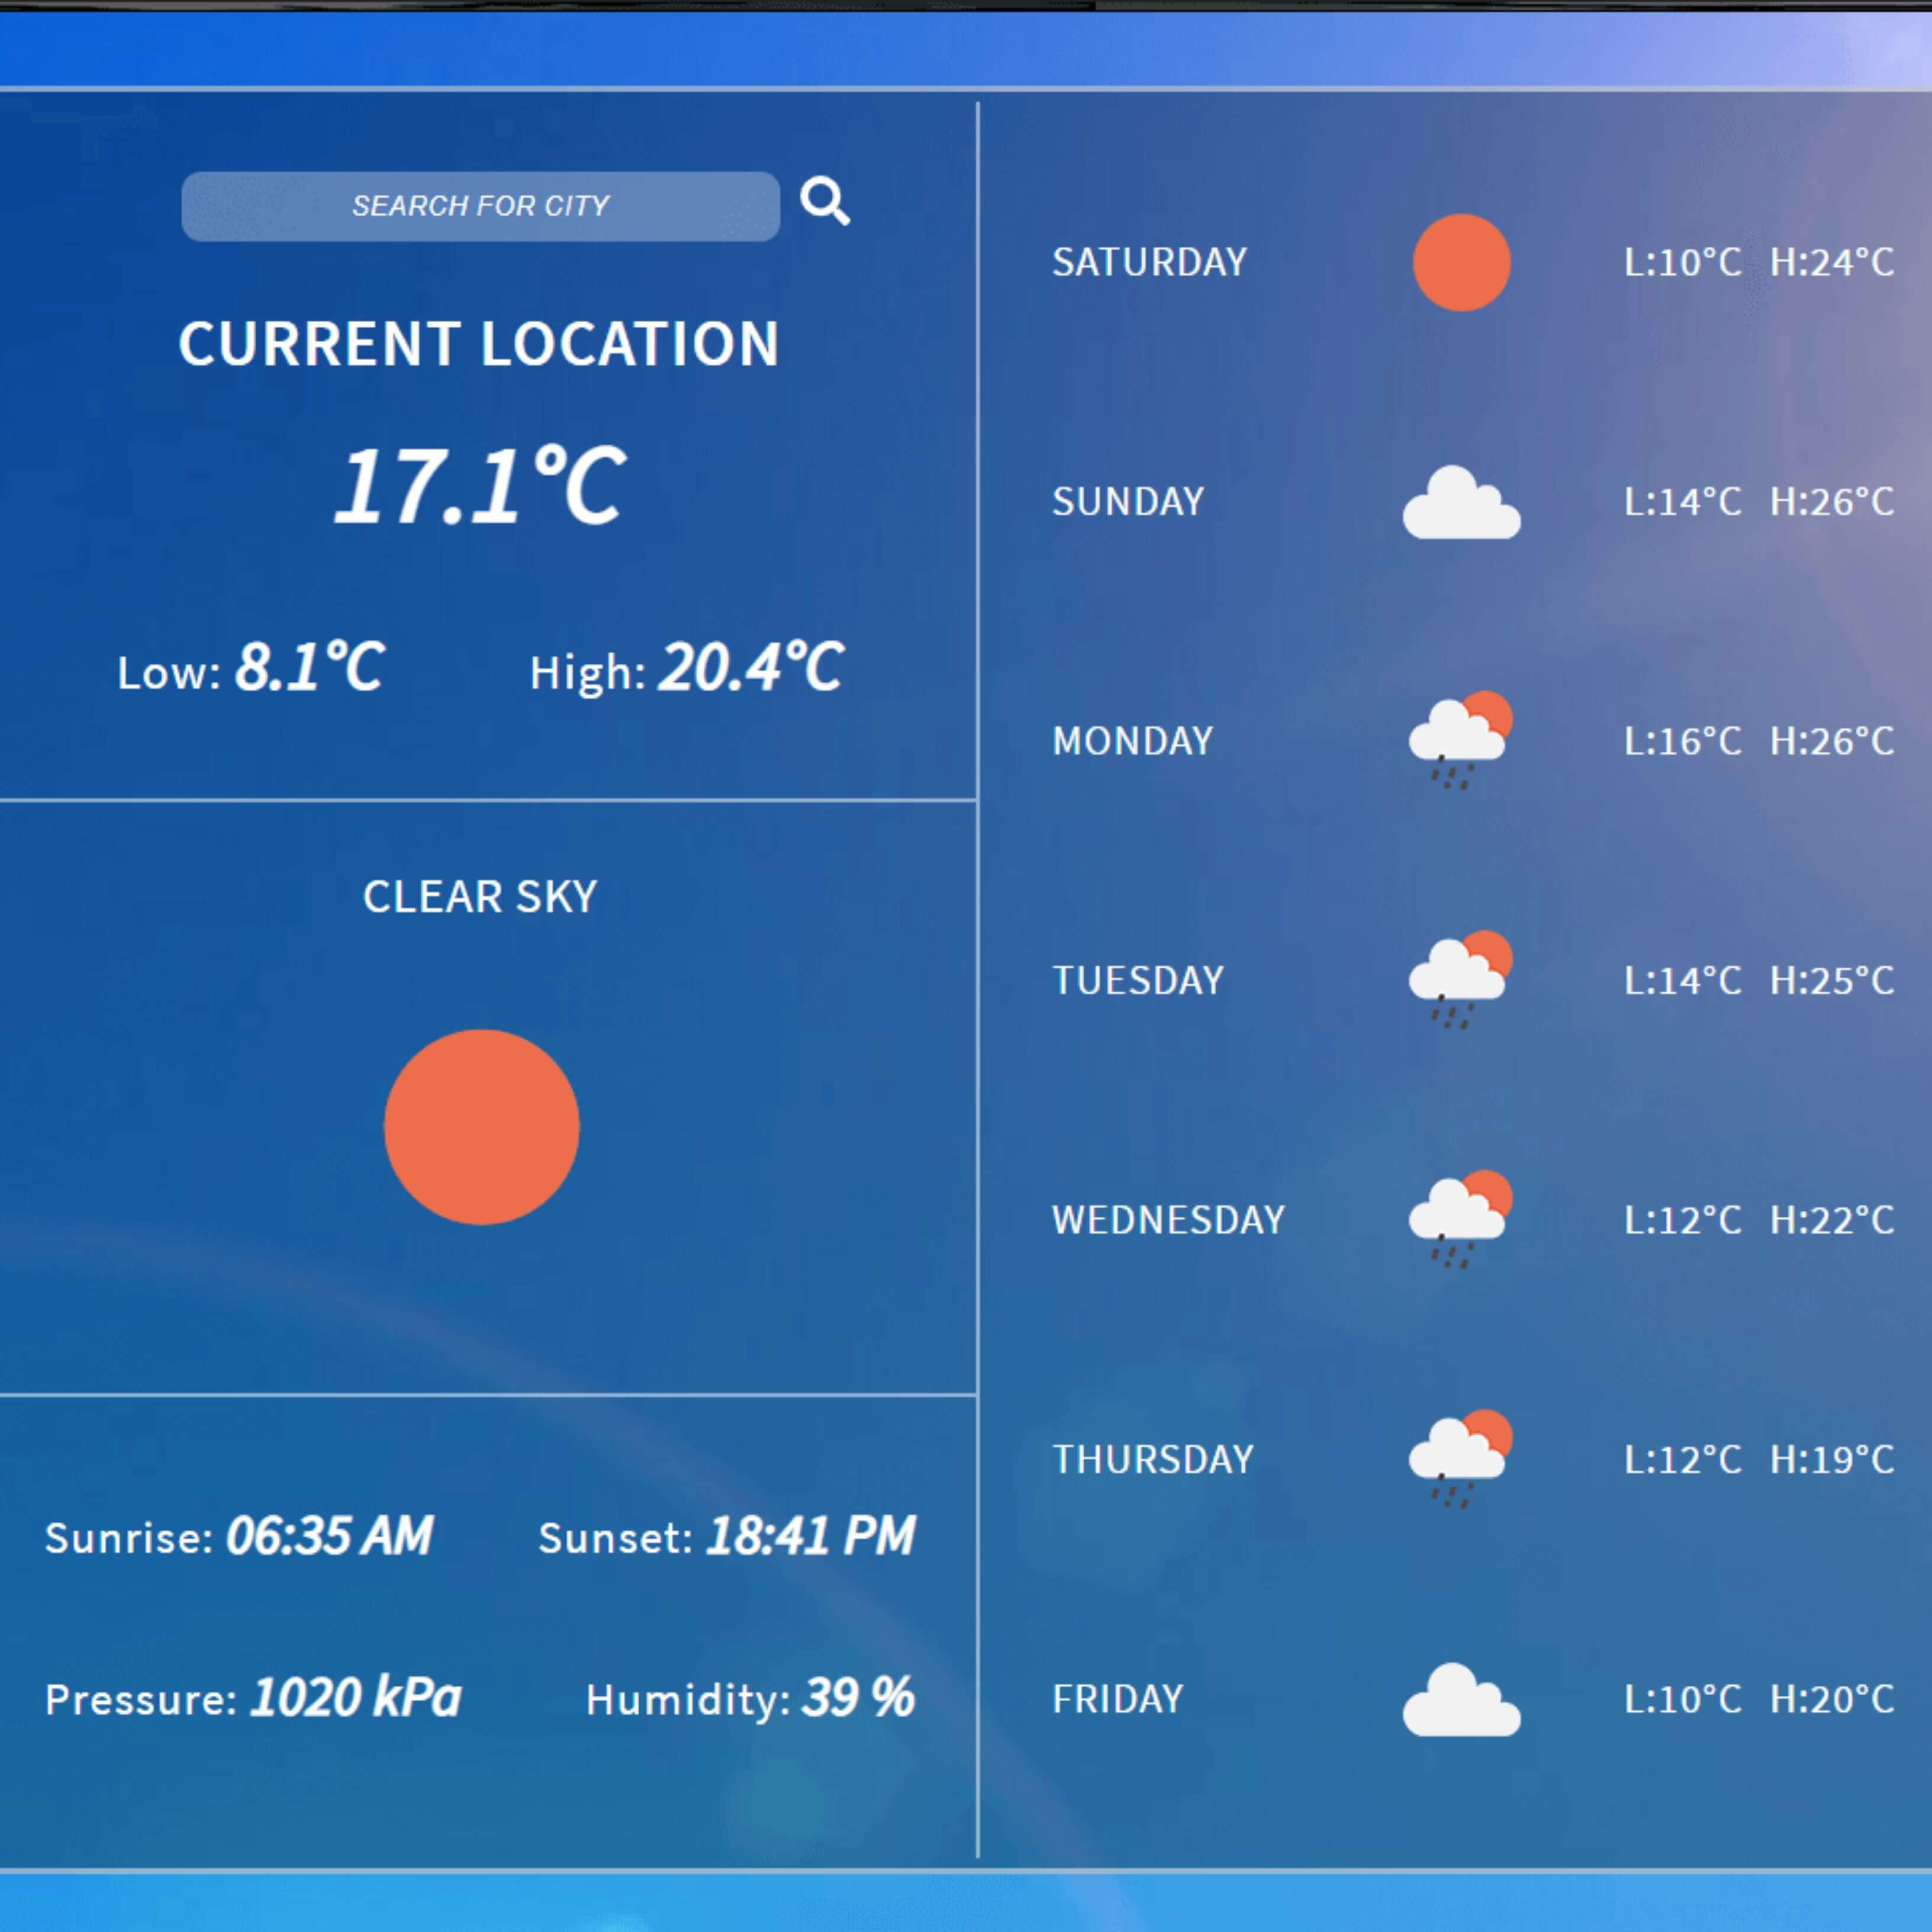 SEARCH FOR CITY
CURRENT LOCATION
17.1°C
Low: 8.1°C High: 20.4°C
CLEAR SKY
Sunrise: 06:35 AM Sunset: 18:41 PM
Pressure: 1020 kPa Humidity: 39 %
SATURDAY L:10°C H:24°C
SUNDAY L:14°C H:26°C
MONDAY L:16°C H:26°C
TUESDAY L:14°C H:25°C
WEDNESDAY L:12°C H:22°C
THURSDAY L:12°C H:19°C
FRIDAY L:10°C H:20°C